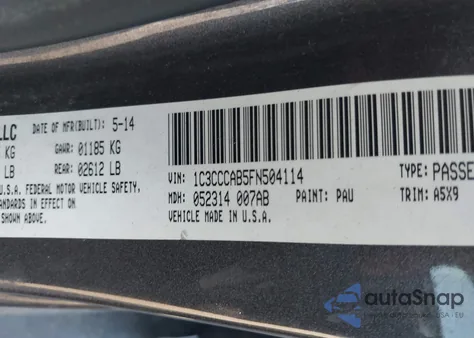 LLC DATE OF MFR(BUILT): 5-14
KG GAWR: 01185 KG
LB REAR: 02612 LB
U.S.A. FEDERAL MOTOR VEHICLE SAFETY,
STANDARDS IN EFFECT ON
SHOWN ABOVE.
VIN: 1C3CCCAB5FN504114 TYPE: PASSE
MDH: 052314 007AB PAINT: PAU TRIM: A5X9
VEHICLE MADE IN U.S.A.
autoSnap